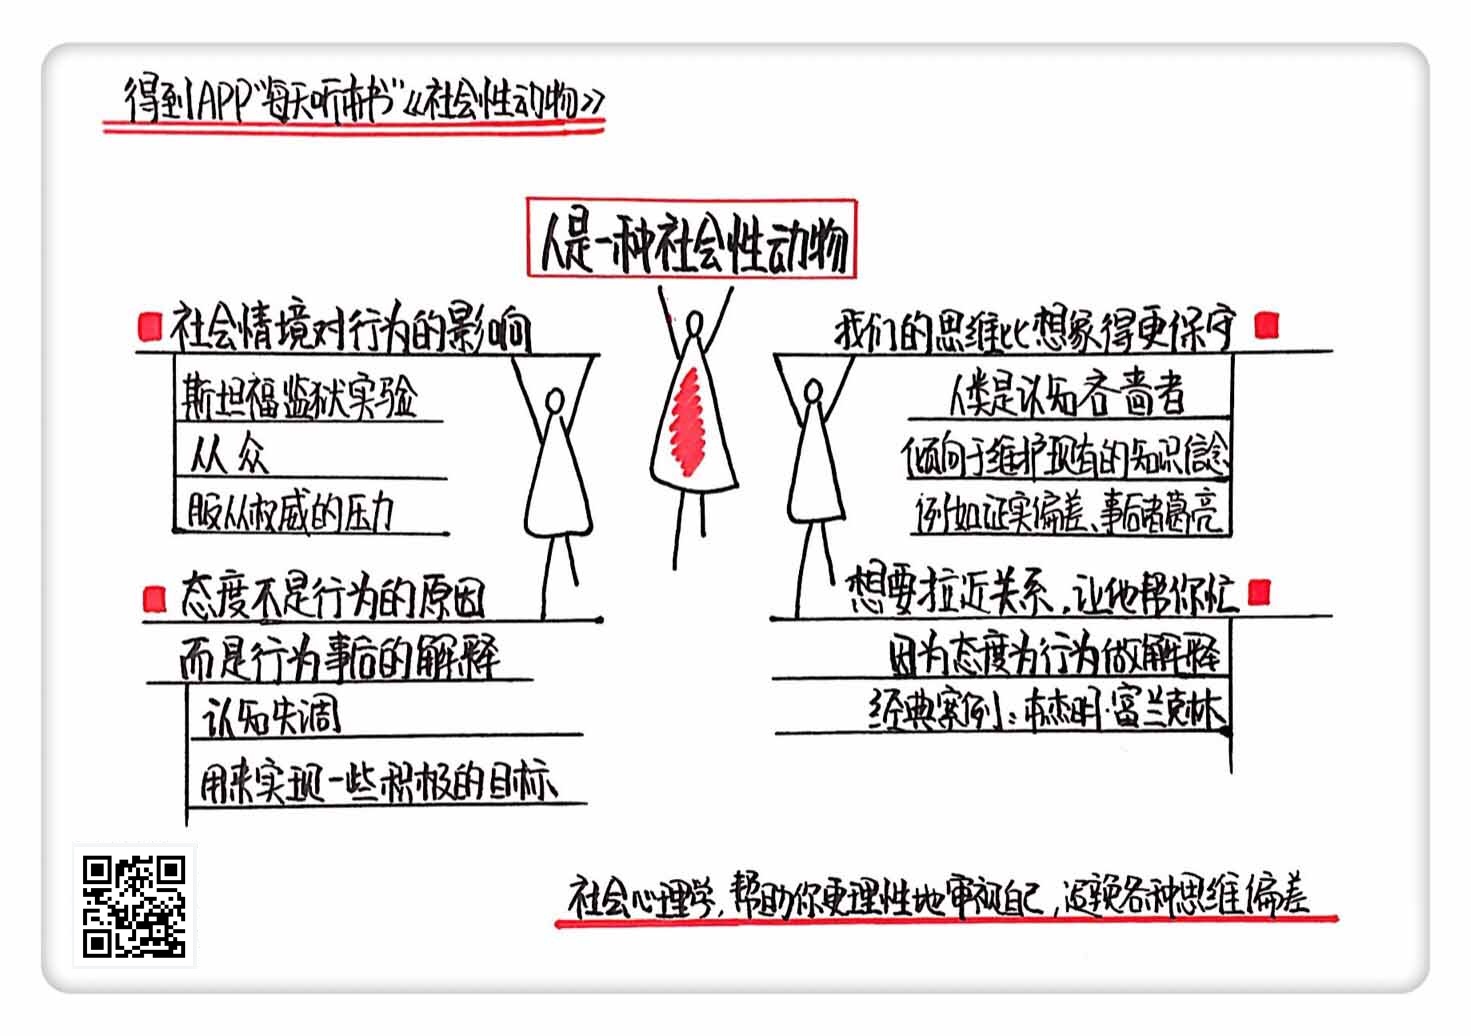 得到APP“每天听本书”《社会性动物》
人是一种社会性动物
社会情境对行为的影响
斯坦福监狱实验
从众
服从权威的压力
态度不是行为的原因
而是行为事后的解释
认知失调
用来实现一些积极的目标
我们的思维比想象得更保守
人类是认知吝啬者
倾向于维护现有的知识信念
例如证实偏差、事后诸葛亮
想要拉近关系,让他帮你忙
因为态度为行为做解释
经典案例:本杰明·富兰克林
社会心理学,帮助你更理性地审视自己,避免各种思维偏差